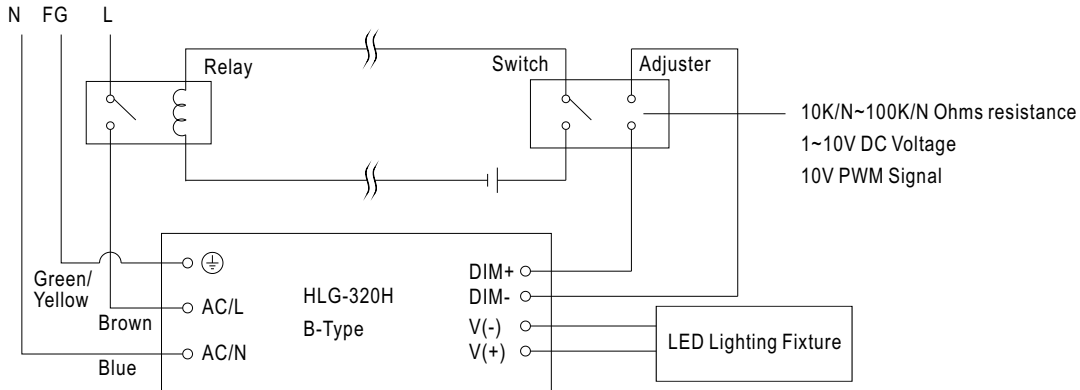 N FG L
Relay
Switch
Adjuster
10K/N~100K/N Ohms resistance
1~10V DC Voltage
10V PWM Signal
Green/
Yellow
Brown
Blue
AC/L
AC/N
HLG-320H
B-Type
DIM+
DIM-
V(-)
V(+)
LED Lighting Fixture